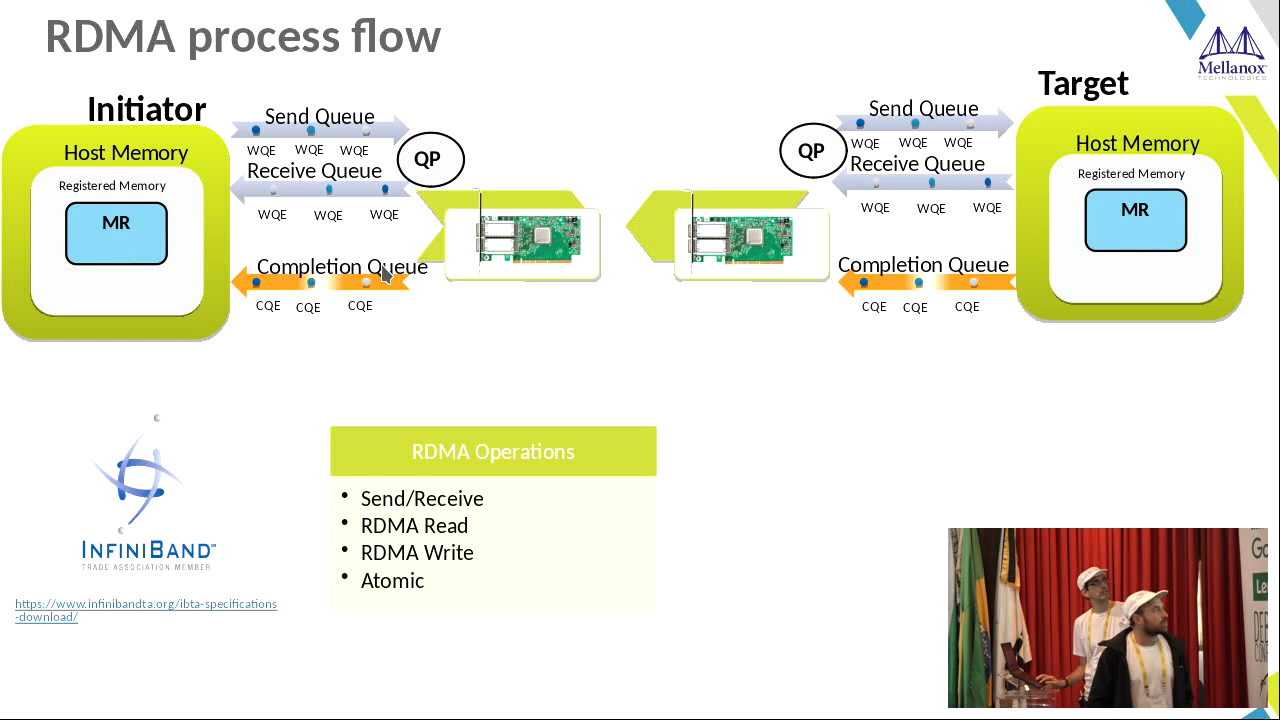 RDMA process flow
Mellanox
TECHNOLOGIES
Initiator
Target
Host Memory
Registered Memory
MR
Send Queue
WQE WQE WQE
Receive Queue
WQE WQE WQE
Completion Queue
CQE CQE CQE
QP
QP
Send Queue
WQE WQE WQE
Receive Queue
WQE WQE WQE
Completion Queue
CQE CQE CQE
Host Memory
Registered Memory
MR
INFINIBAND™
TRADE ASSOCIATION MEMBER
https://www.infinibandta.org/ibta-specifications
-download/
RDMA Operations
• Send/Receive
• RDMA Read
• RDMA Write
• Atomic